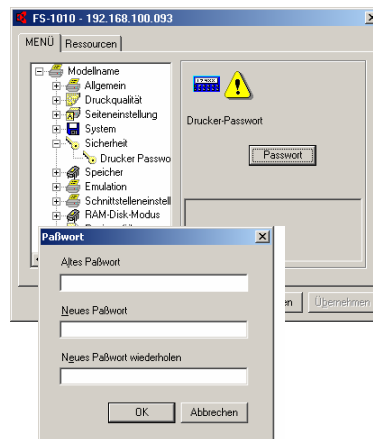 FS-1010 - 192.168.100.093
MENÜ
Ressourcen
Modellname
Allgemein
Druckqualität
Seiteneinstellung
System
Sicherheit
Drucker Passwo
Speicher
Emulation
Schnittstelleneinstell
RAM-Disk-Modus
Drucker-Passwort
Passwort
en
Übernehmen
Paßwort
Altes Paßwort
Neues Paßwort
Neues Paßwort wiederholen
OK
Abbrechen